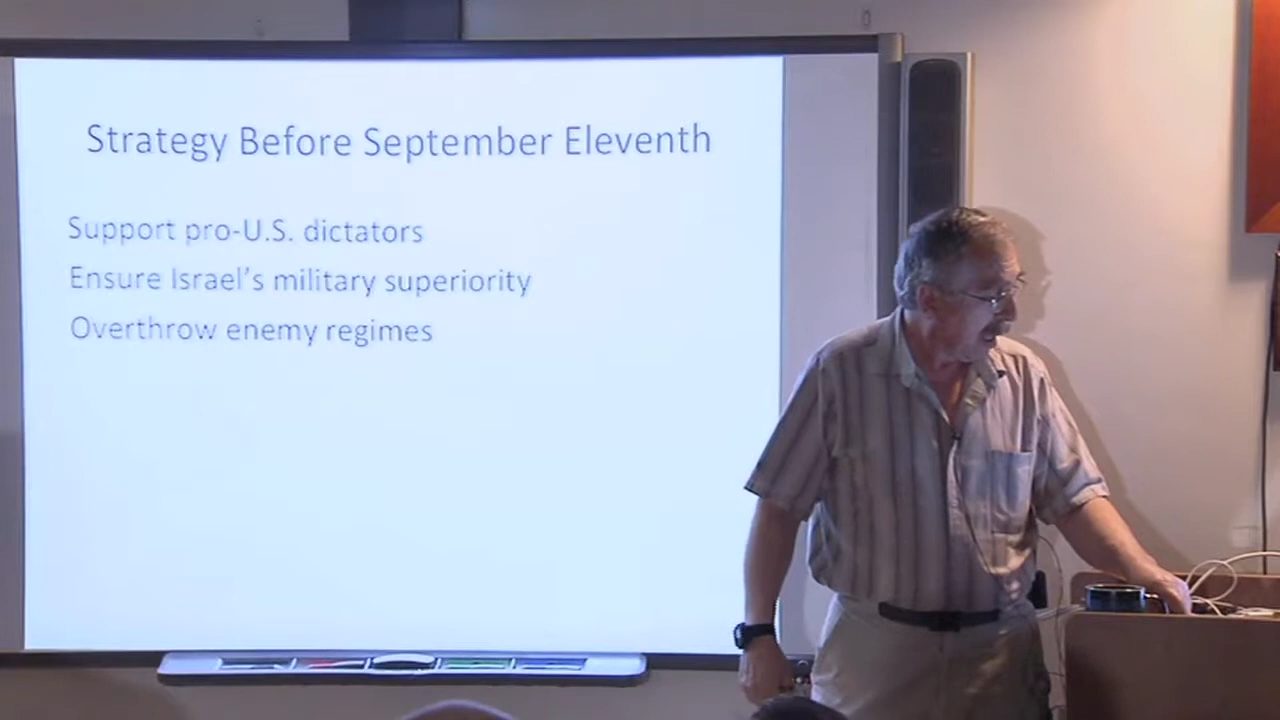 Strategy Before September Eleventh
Support pro-U.S. dictators
Ensure Israel's military superiority
Overthrow enemy regimes